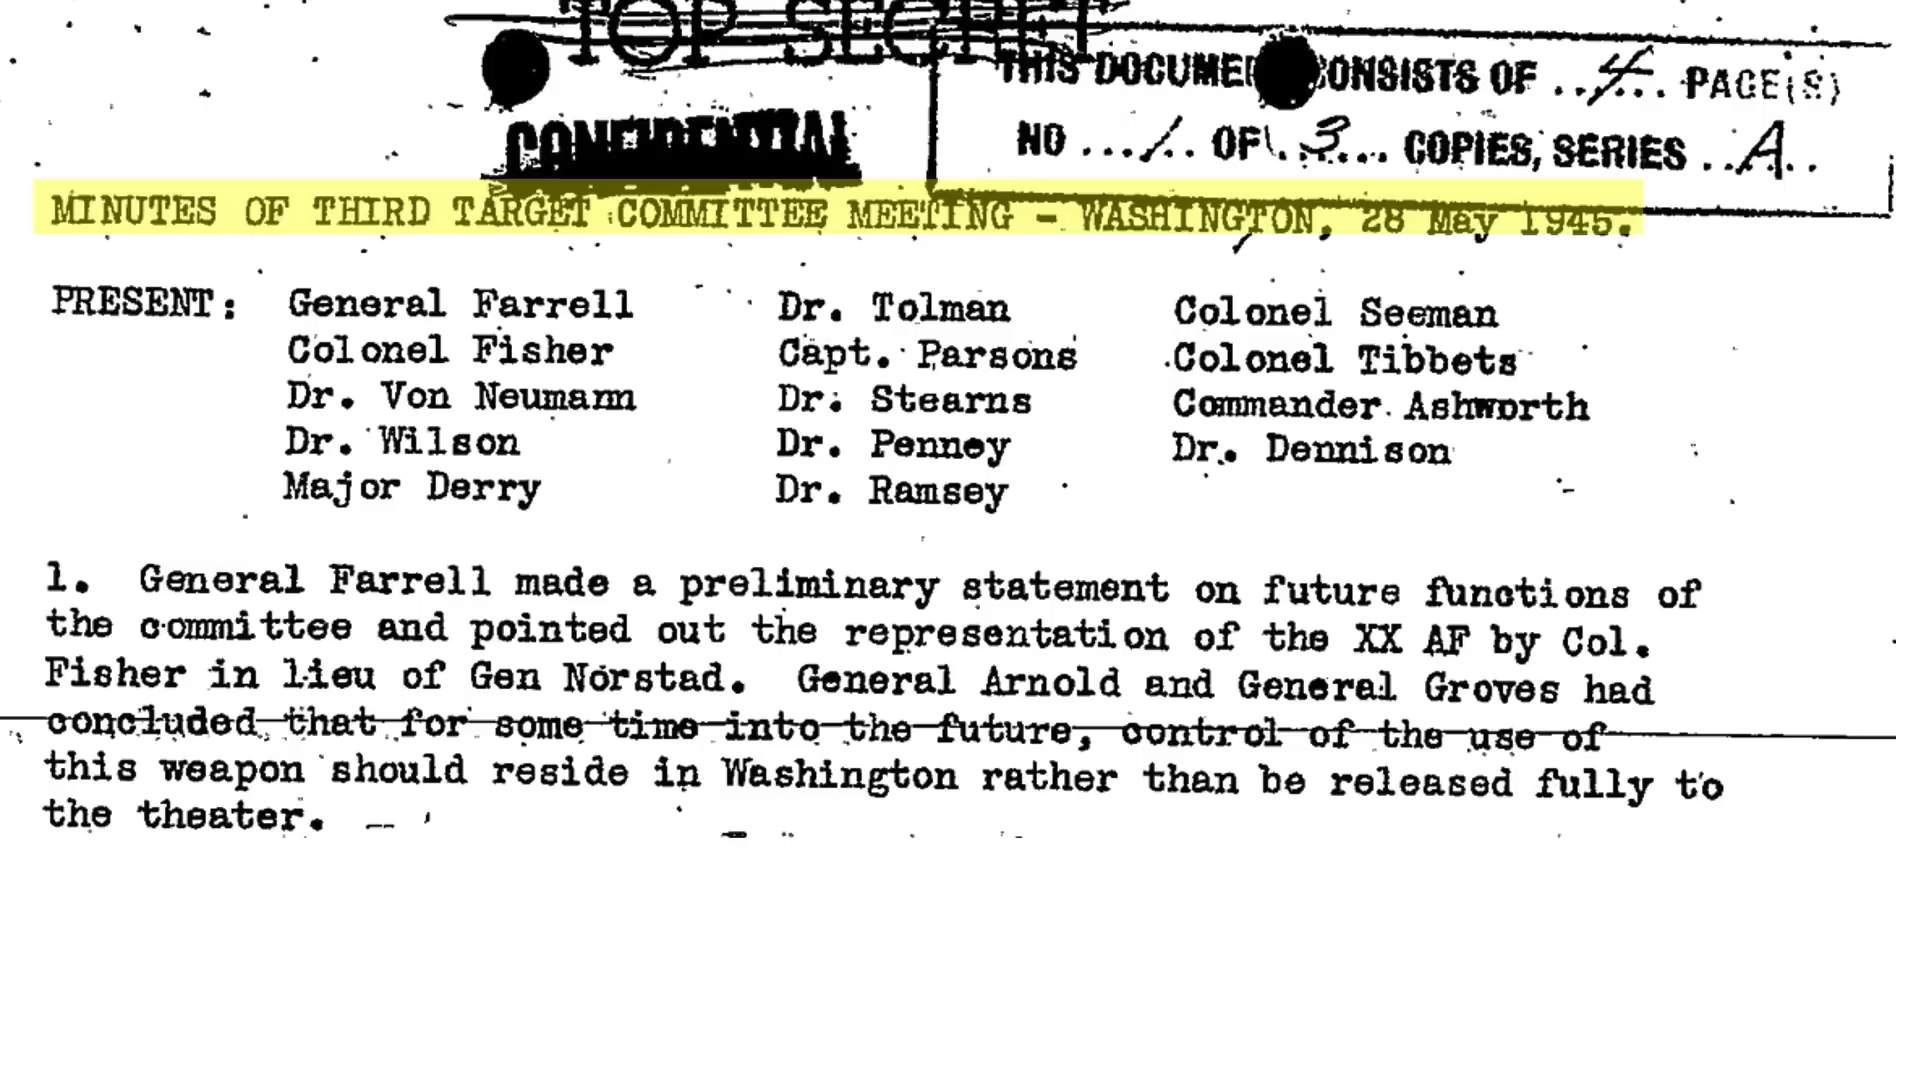 TOP SECRET
THIS DOCUMENT CONSISTS OF ..4.. PAGE(S)
CONFIDENTIAL
NO ...1.. OF ..3... COPIES, SERIES ..A..
MINUTES OF THIRD TARGET COMMITTEE MEETING - WASHINGTON, 28 May 1945.
PRESENT: General Farrell Dr. Tolman Colonel Seeman
Colonel Fisher Capt. Parsons Colonel Tibbets
Dr. Von Neumann Dr. Stearns Commander Ashworth
Dr. Wilson Dr. Penney Dr. Dennison
Major Derry Dr. Ramsey
1. General Farrell made a preliminary statement on future functions of
the committee and pointed out the representation of the XX AF by Col.
Fisher in lieu of Gen Norstad. General Arnold and General Groves had
concluded that for some time into the future, control of the use of
this weapon should reside in Washington rather than be released fully to
the theater.